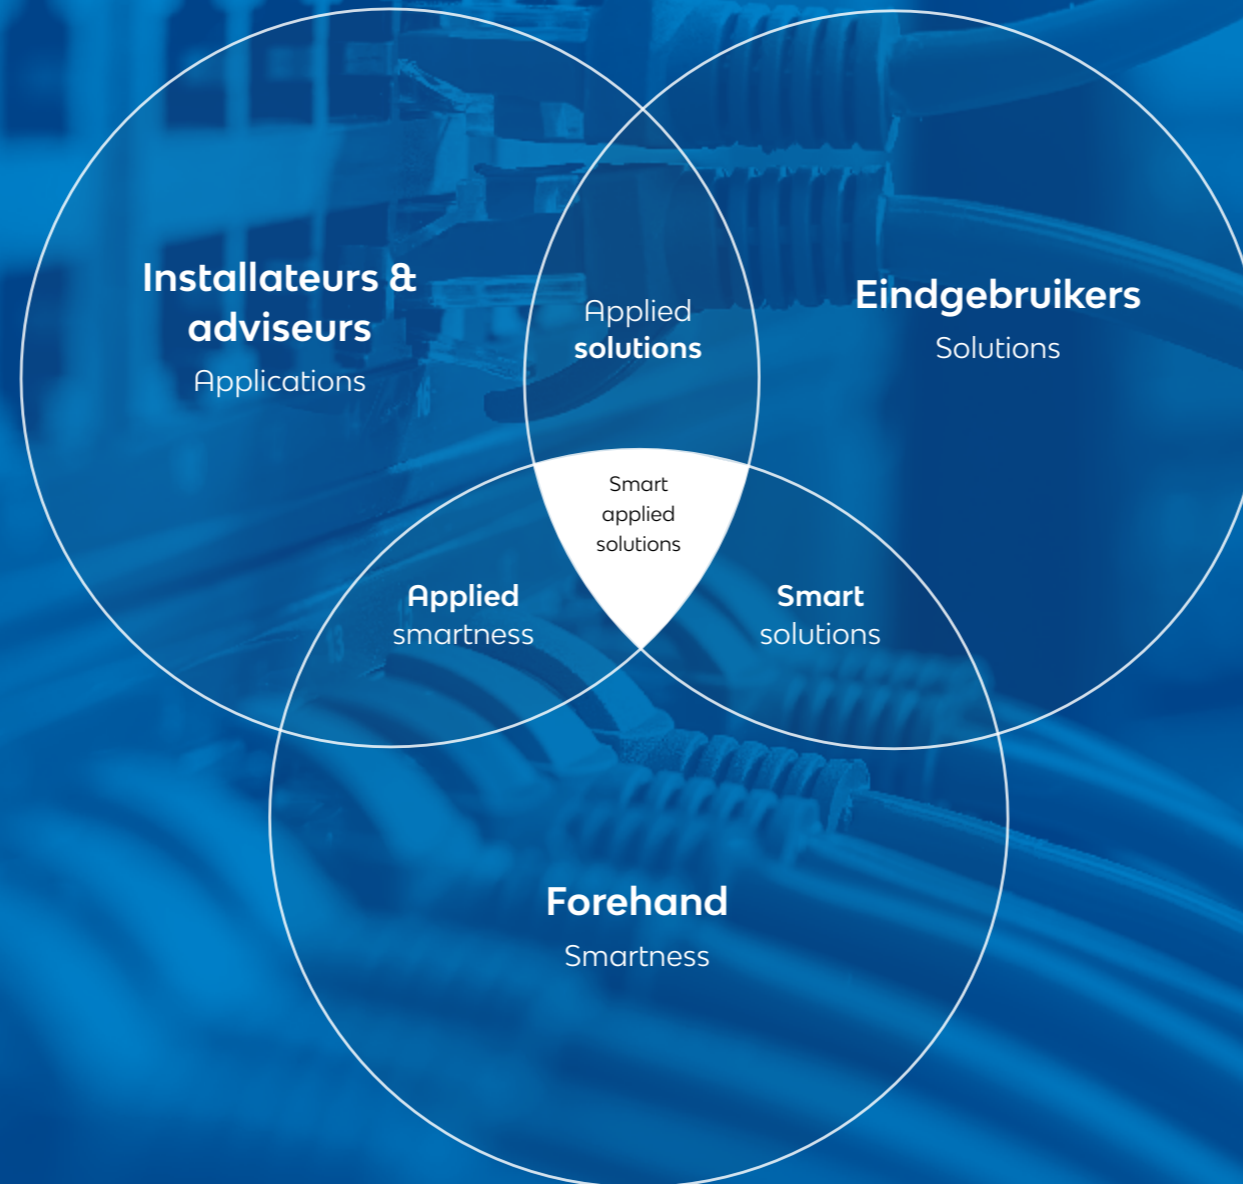 Installateurs &
adviseurs
Applications
Applied
solutions
Eindgebruikers
Solutions
Smart
applied
solutions
Applied
smartness
Smart
solutions
Forehand
Smartness